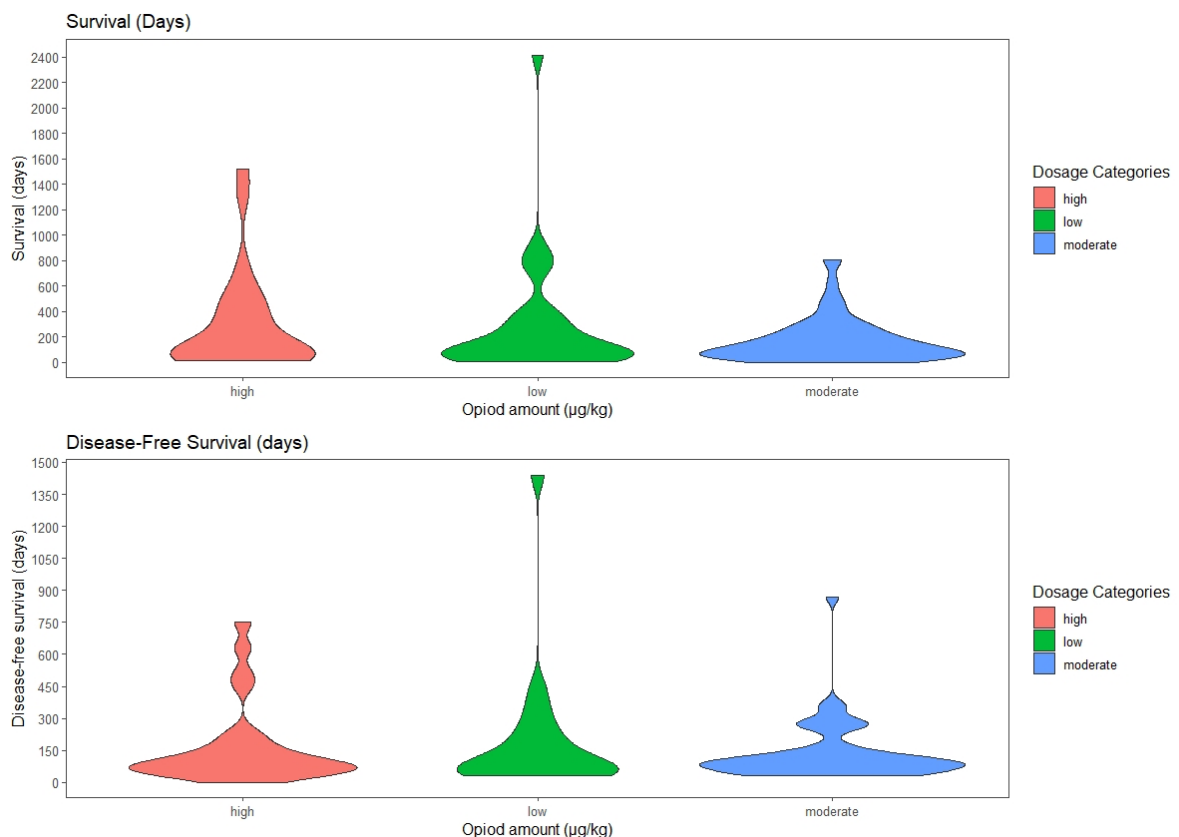 Survival (Days)
2400
2200
2000
1800
1600
1400
1200
1000
800
600
400
200
0
Survival (days)
high
low
moderate
Opiod amount (µg/kg)
Dosage Categories
high
low
moderate
Disease-Free Survival (days)
1500
1350
1200
1050
900
750
600
450
300
150
0
Disease-free survival (days)
high
low
moderate
Opiod amount (µg/kg)
Dosage Categories
high
low
moderate